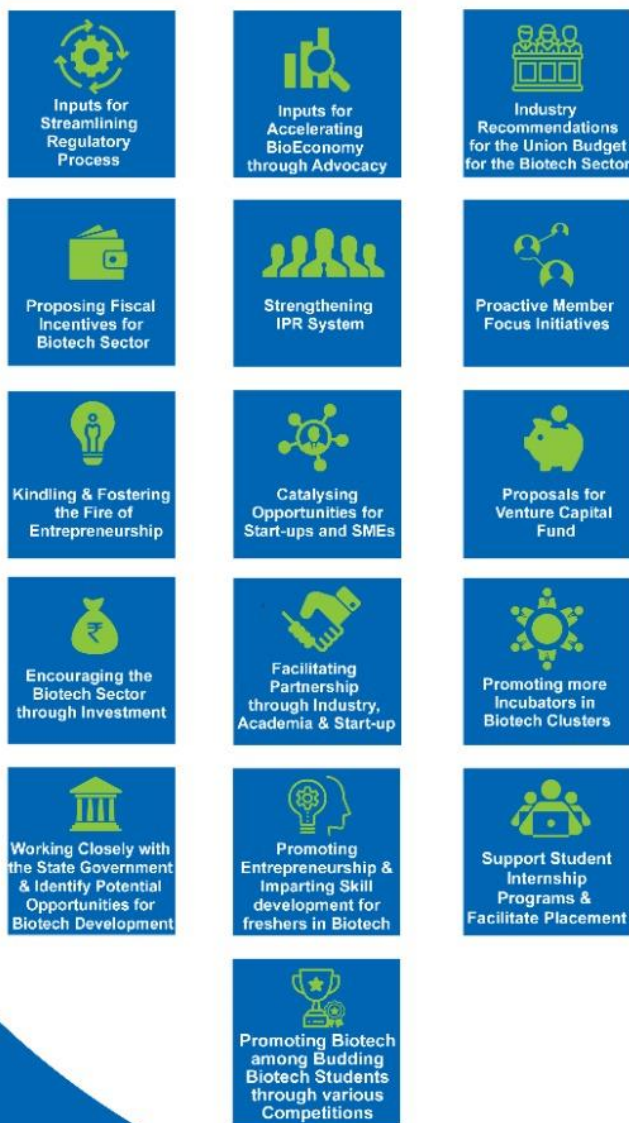 Inputs for
Streamlining
Regulatory
Process
Inputs for
Accelerating
BioEconomy
through Advocacy
Industry
Recommendations
for the Union Budget
for the Biotech Sector
Proposing Fiscal
Incentives for
Biotech Sector
Strengthening
IPR System
Proactive Member
Focus Initiatives
Kindling & Fostering
the Fire of
Entrepreneurship
Catalysing
Opportunities for
Start-ups and SMEs
Proposals for
Venture Capital
Fund
₹
Encouraging the
Biotech Sector
through Investment
Facilitating
Partnership
through Industry,
Academia & Start-up
Promoting more
Incubators in
Biotech Clusters
Working Closely with
the State Government
& Identify Potential
Opportunities for
Biotech Development
Promoting
Entrepreneurship &
Imparting Skill
development for
freshers in Biotech
Support Student
Internship
Programs &
Facilitate Placement
Promoting Biotech
among Budding
Biotech Students
through various
Competitions